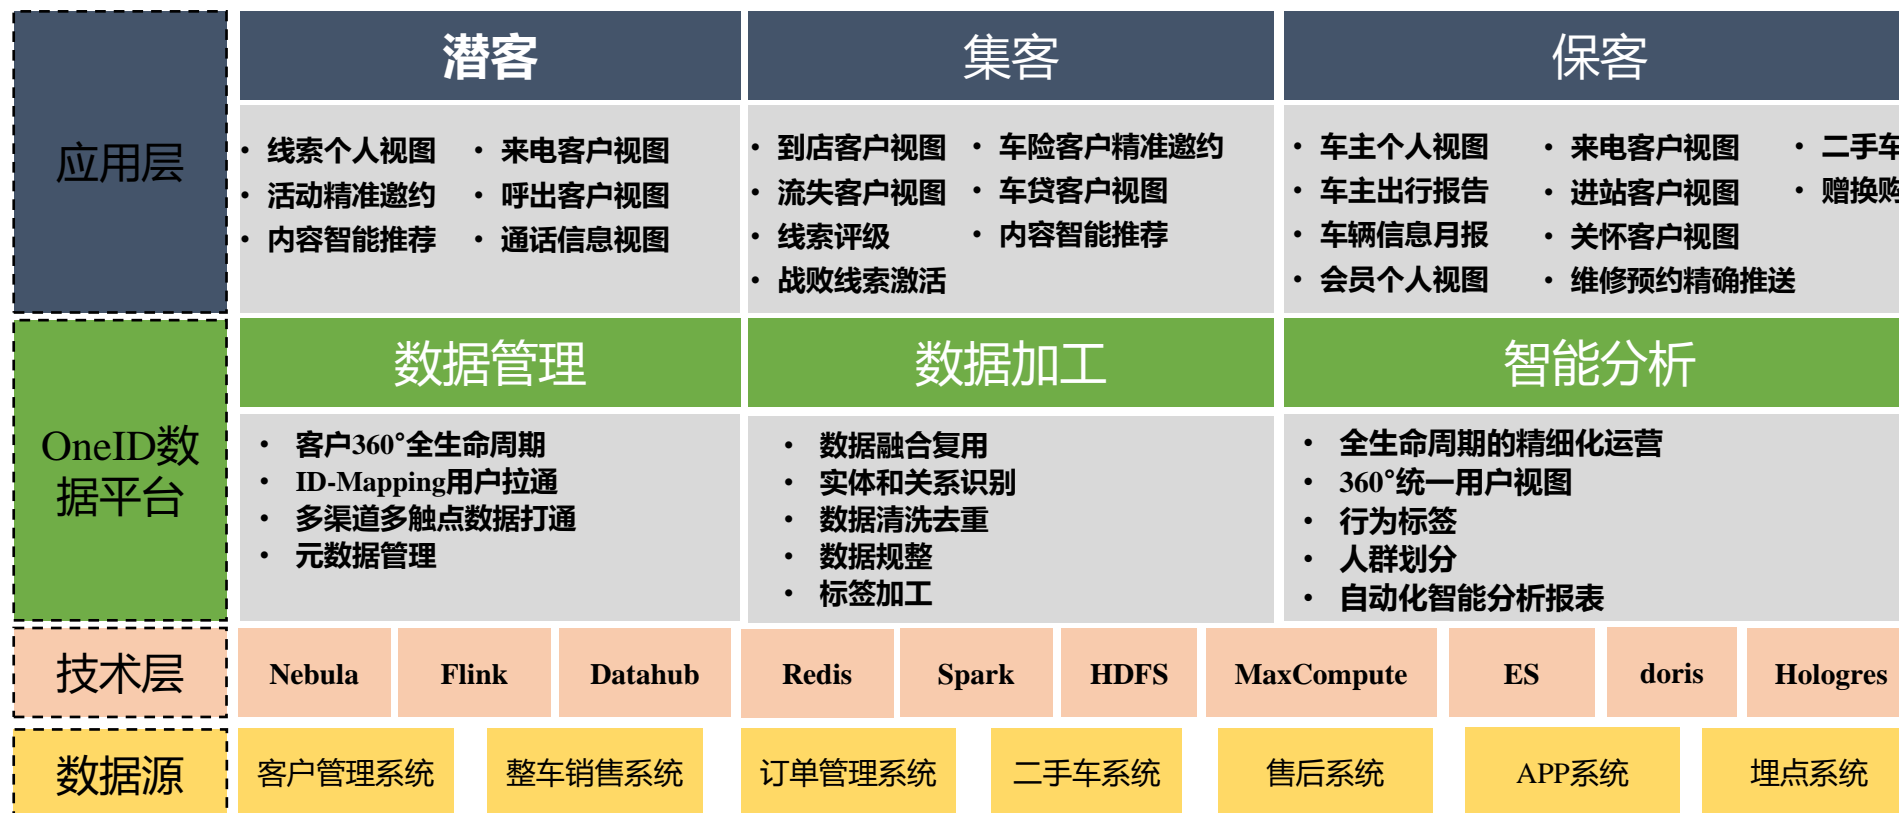 潜客
集客
保客
应用层
• 线索个人视图 • 来电客户视图
• 活动精准邀约 • 呼出客户视图
• 内容智能推荐 • 通话信息视图
• 到店客户视图 • 车险客户精准邀约
• 流失客户视图 • 车贷客户视图
• 线索评级 • 内容智能推荐
• 战败线索激活
• 车主个人视图 • 来电客户视图 • 二手车
• 车主出行报告 • 进站客户视图 • 赠换购
• 车辆信息月报 • 关怀客户视图
• 会员个人视图 • 维修预约精确推送
数据管理
数据加工
智能分析
OneID数
据平台
• 客户360°全生命周期
• ID-Mapping用户拉通
• 多渠道多触点数据打通
• 元数据管理
• 数据融合复用
• 实体和关系识别
• 数据清洗去重
• 数据规整
• 标签加工
• 全生命周期的精细化运营
• 360°统一用户视图
• 行为标签
• 人群划分
• 自动化智能分析报表
技术层
Nebula
Flink
Datahub
Redis
Spark
HDFS
MaxCompute
ES
doris
Hologres
数据源
客户管理系统
整车销售系统
订单管理系统
二手车系统
售后系统
APP系统
埋点系统